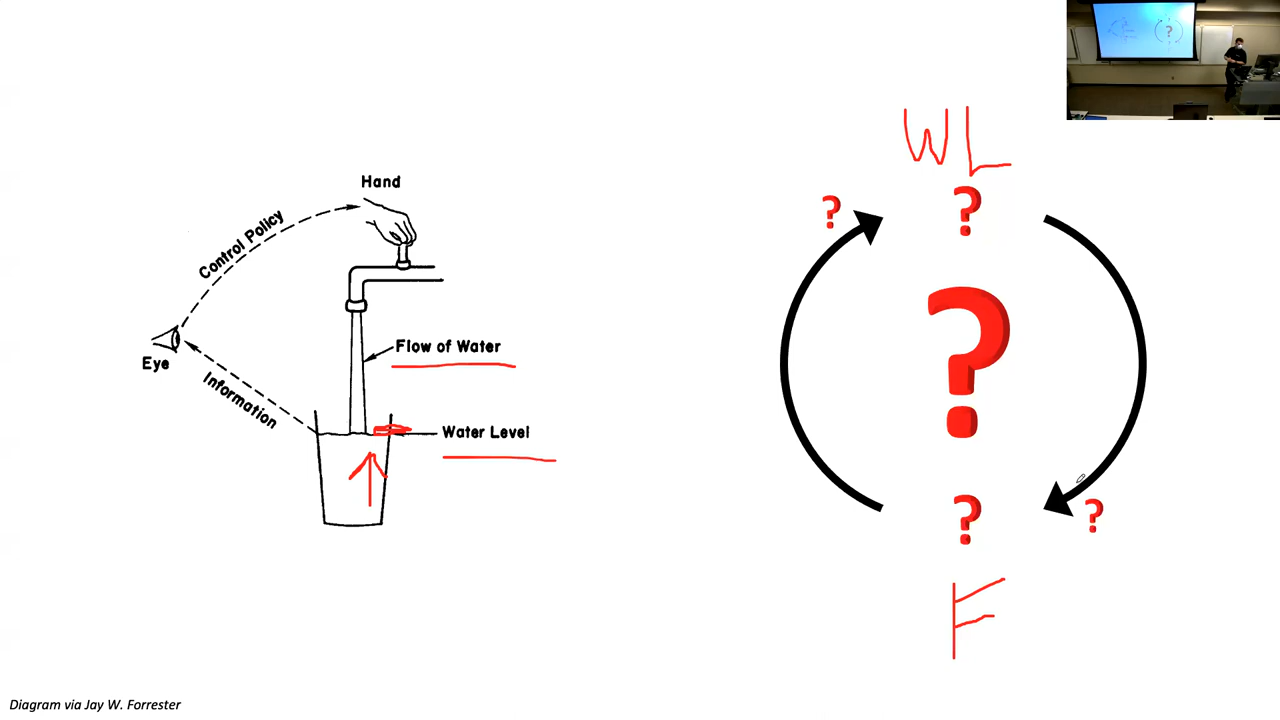 Hand
Control Policy
Eye
Information
Flow of Water
Water Level
WL
?
?
?
?
?
F
Diagram via Jay W. Forrester